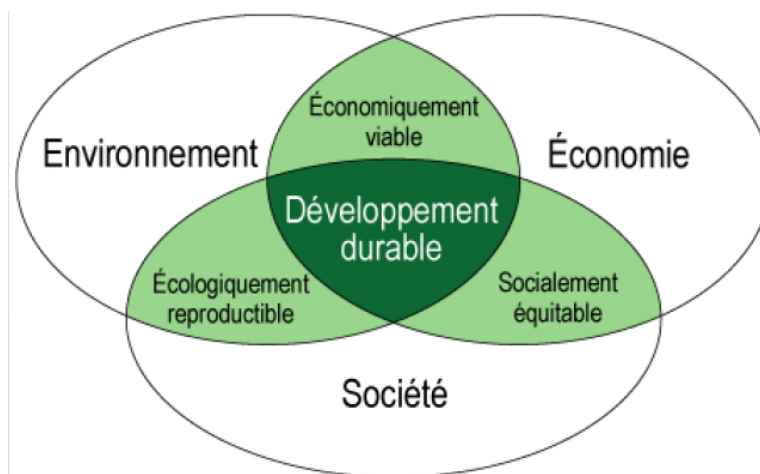 Économiquement
viable
Environnement
Économie
Développement
durable
Écologiquement
reproductible
Socialement
équitable
Société